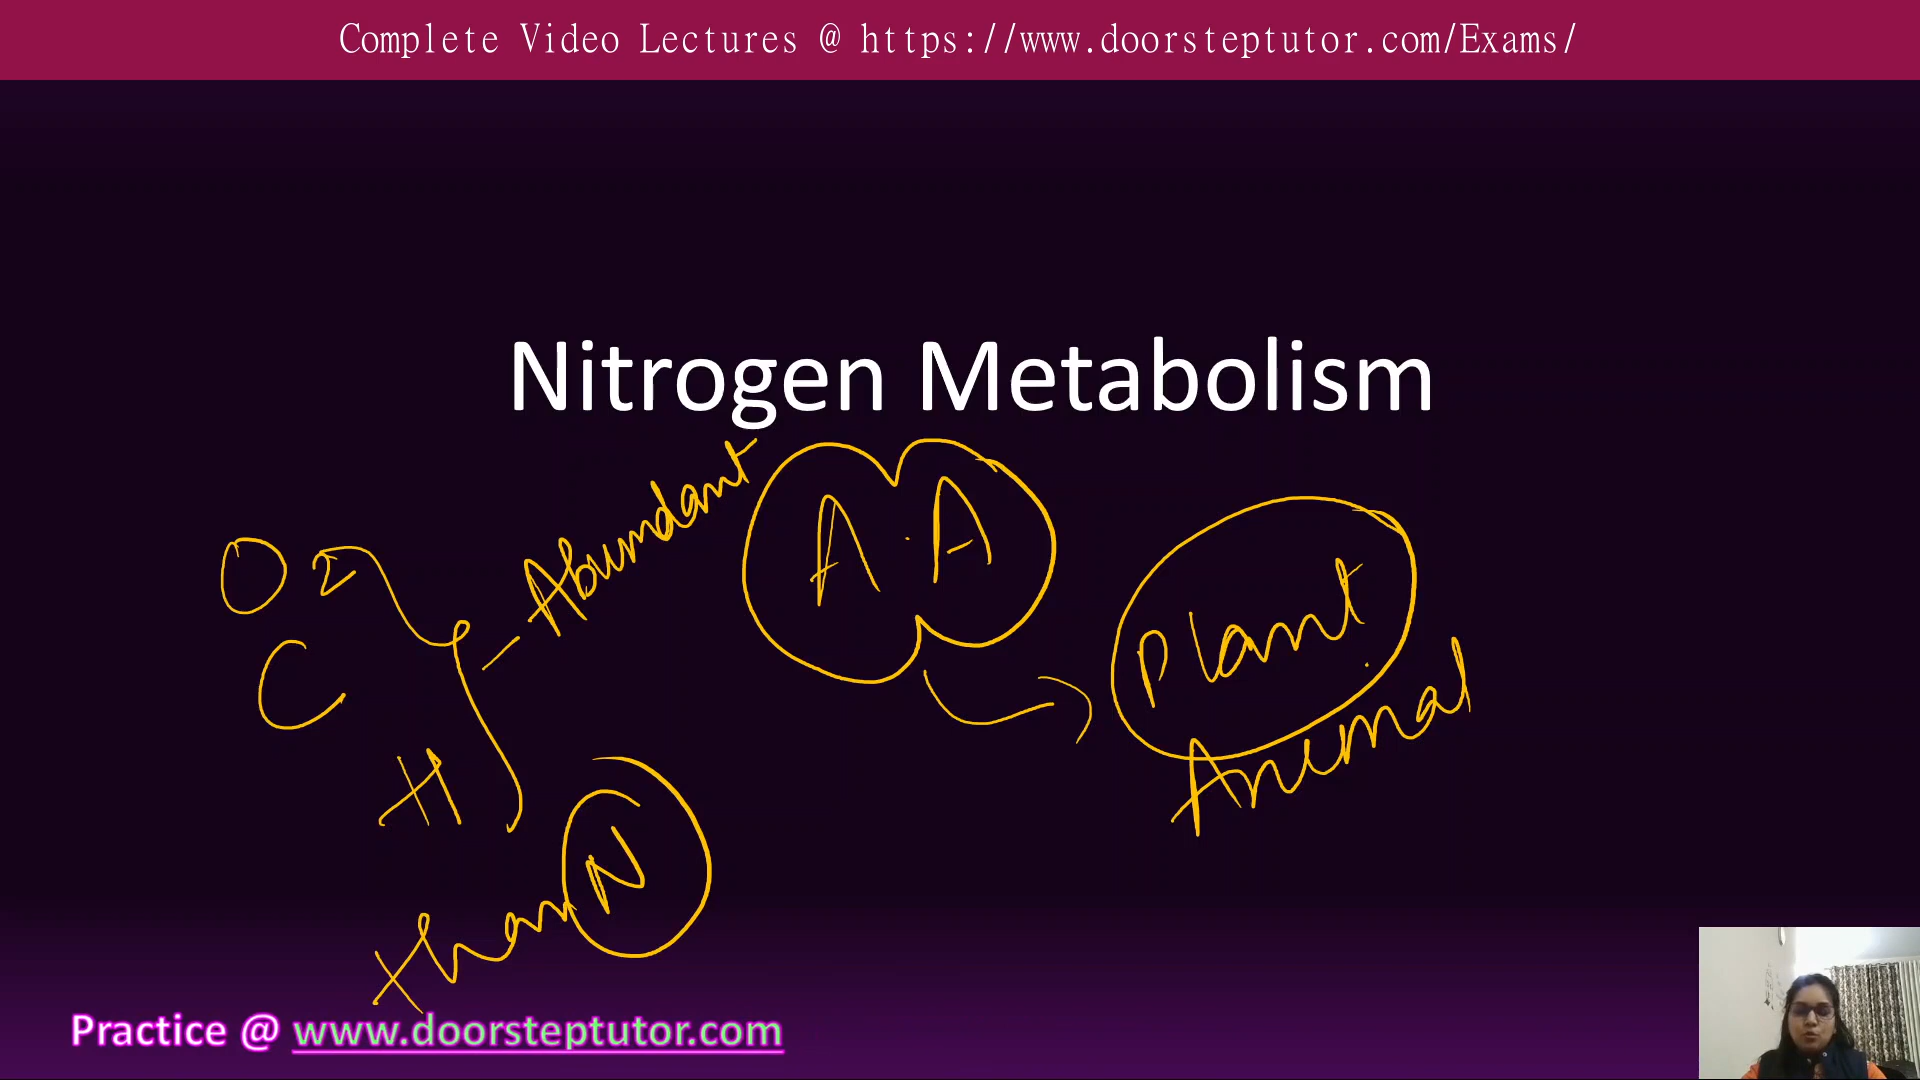 Complete Video Lectures @ https://www.doorsteptutor.com/Exams/
Nitrogen Metabolism
O2
C
H
- Abundant
than N
A.A
Plant
Animal
Practice @ www.doorsteptutor.com